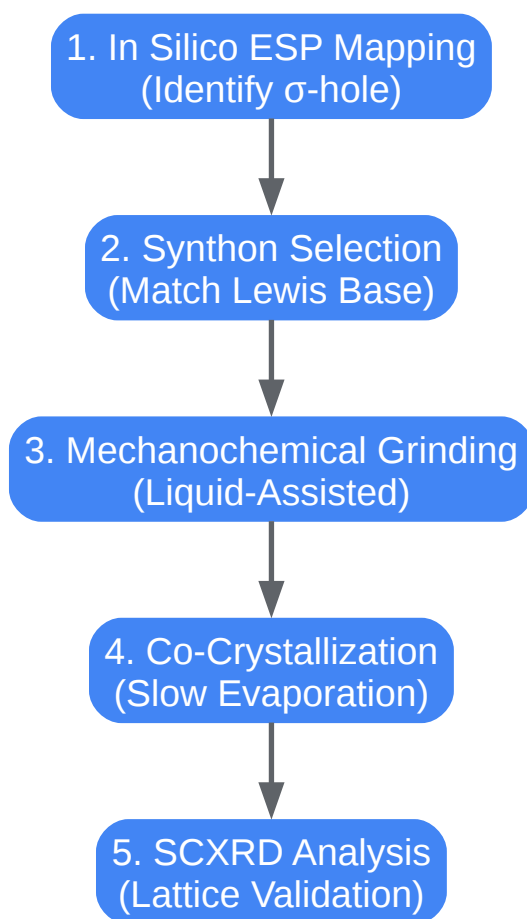 1. In Silico ESP Mapping
(Identify σ-hole)
2. Synthon Selection
(Match Lewis Base)
3. Mechanochemical Grinding
(Liquid-Assisted)
4. Co-Crystallization
(Slow Evaporation)
5. SCXRD Analysis
(Lattice Validation)